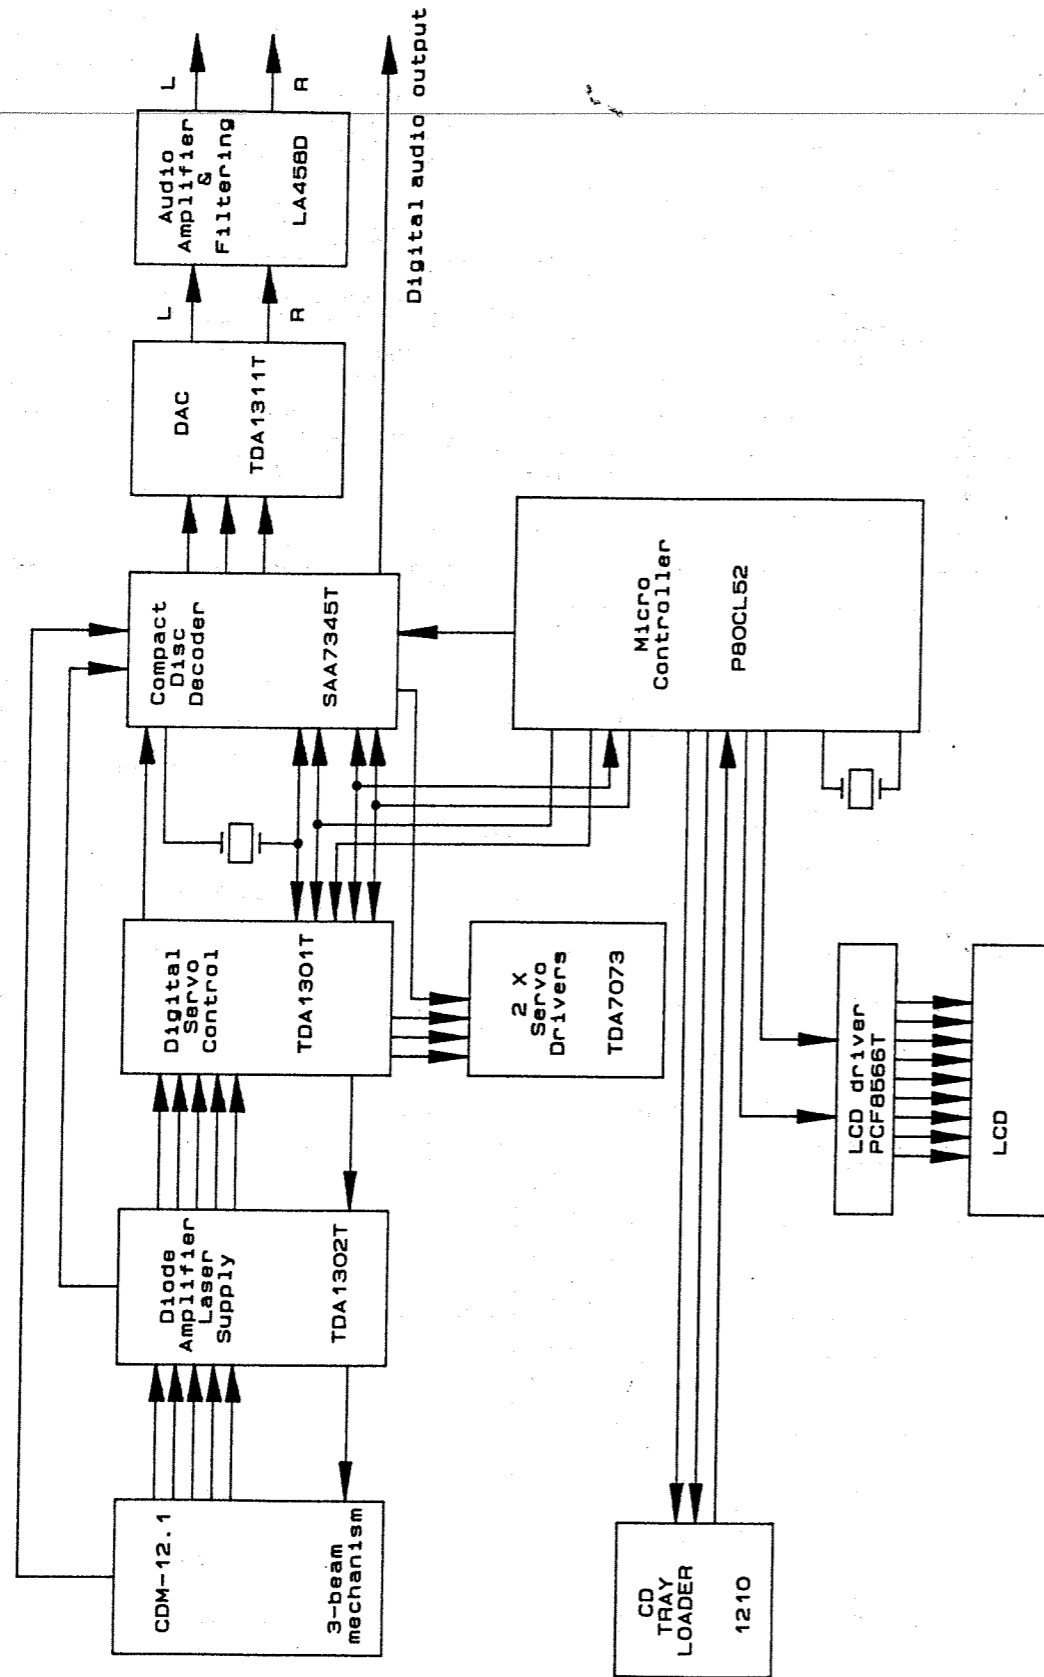 CDM-12.1
3-beam
mechanism
Diode
Amplifier
Laser
Supply
TDA1302T
Digital
Servo
Control
TDA1301T
Compact
Disc
Decoder
SAA7345T
DAC
TDA1311T
L
R
Audio
Amplifier
&
Filtering
LA458D
L
R
Digital audio output
2 X
Servo
Drivers
TDA7073
Micro
Controller
P80CL52
CD
TRAY
LOADER
1210
LCD driver
PCF8566T
LCD